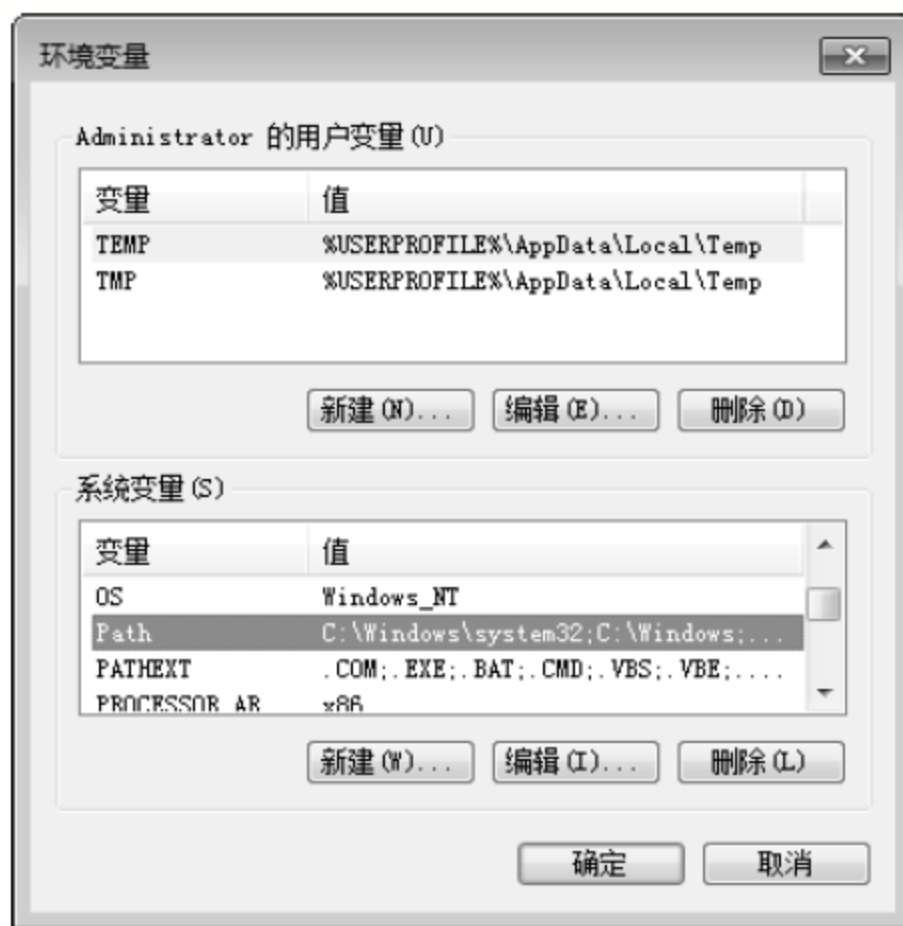 环境变量
Administrator 的用户变量(U)
变量 值
TEMP %USERPROFILE%\AppData\Local\Temp
TMP %USERPROFILE%\AppData\Local\Temp
新建(N)... 编辑(E)... 删除(D)
系统变量(S)
变量 值
OS Windows_NT
Path C:\Windows\system32;C:\Windows;...
PATHEXT .COM;.EXE;.BAT;.CMD;.VBS;.VBE;....
PROCESSOR_AR x86
新建(W)... 编辑(I)... 删除(L)
确定 取消